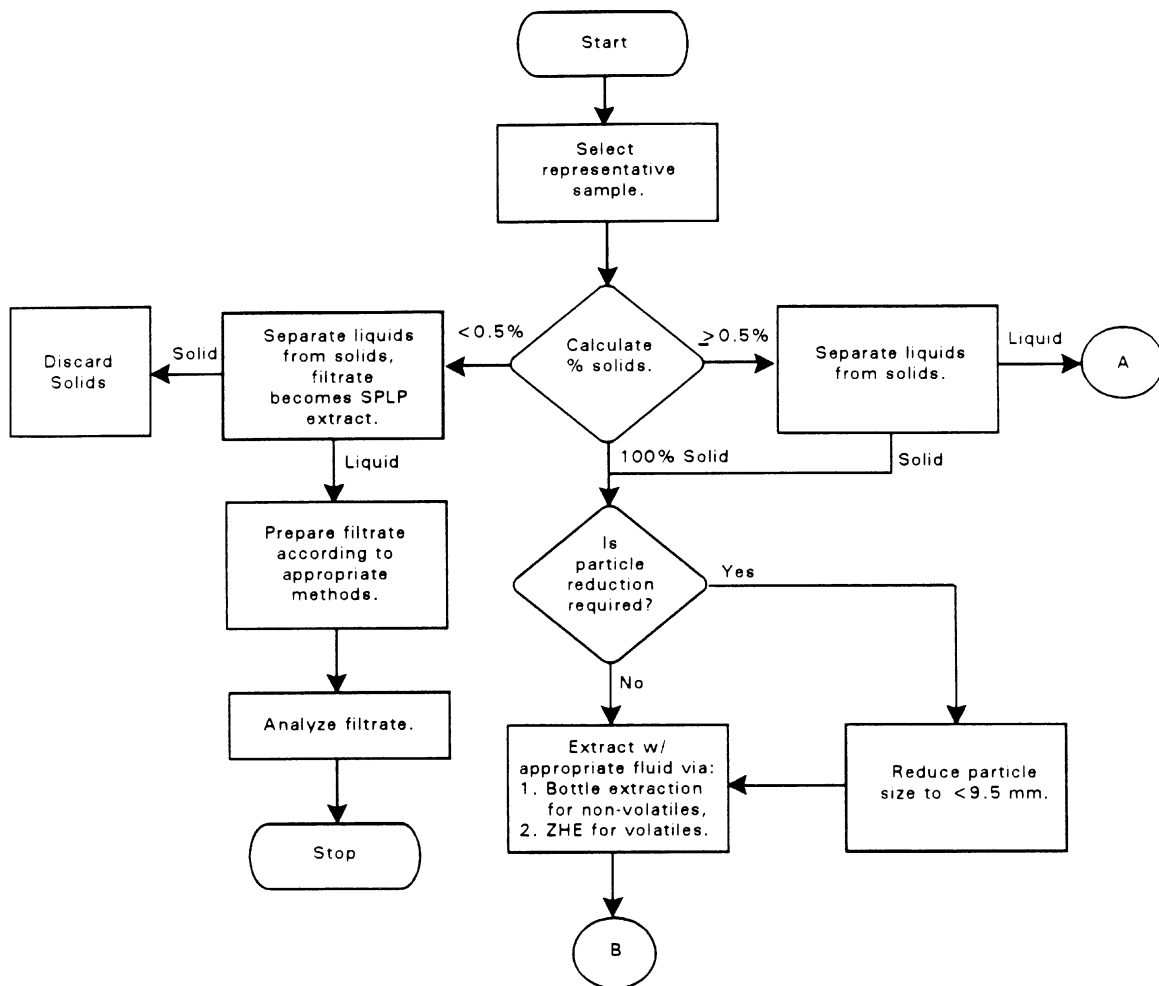 Start
Select
representative
sample.
Calculate
% solids.
<0.5%
≥0.5%
Separate liquids
from solids,
filtrate
becomes SPLP
extract.
Solid
Discard
Solids
Separate liquids
from solids.
Liquid
A
Liquid
100% Solid
Solid
Prepare filtrate
according to
appropriate
methods.
Is
particle
reduction
required?
Yes
No
Analyze filtrate.
Extract w/
appropriate fluid via:
1. Bottle extraction
for non-volatiles,
2. ZHE for volatiles.
Reduce particle
size to <9.5 mm.
Stop
B